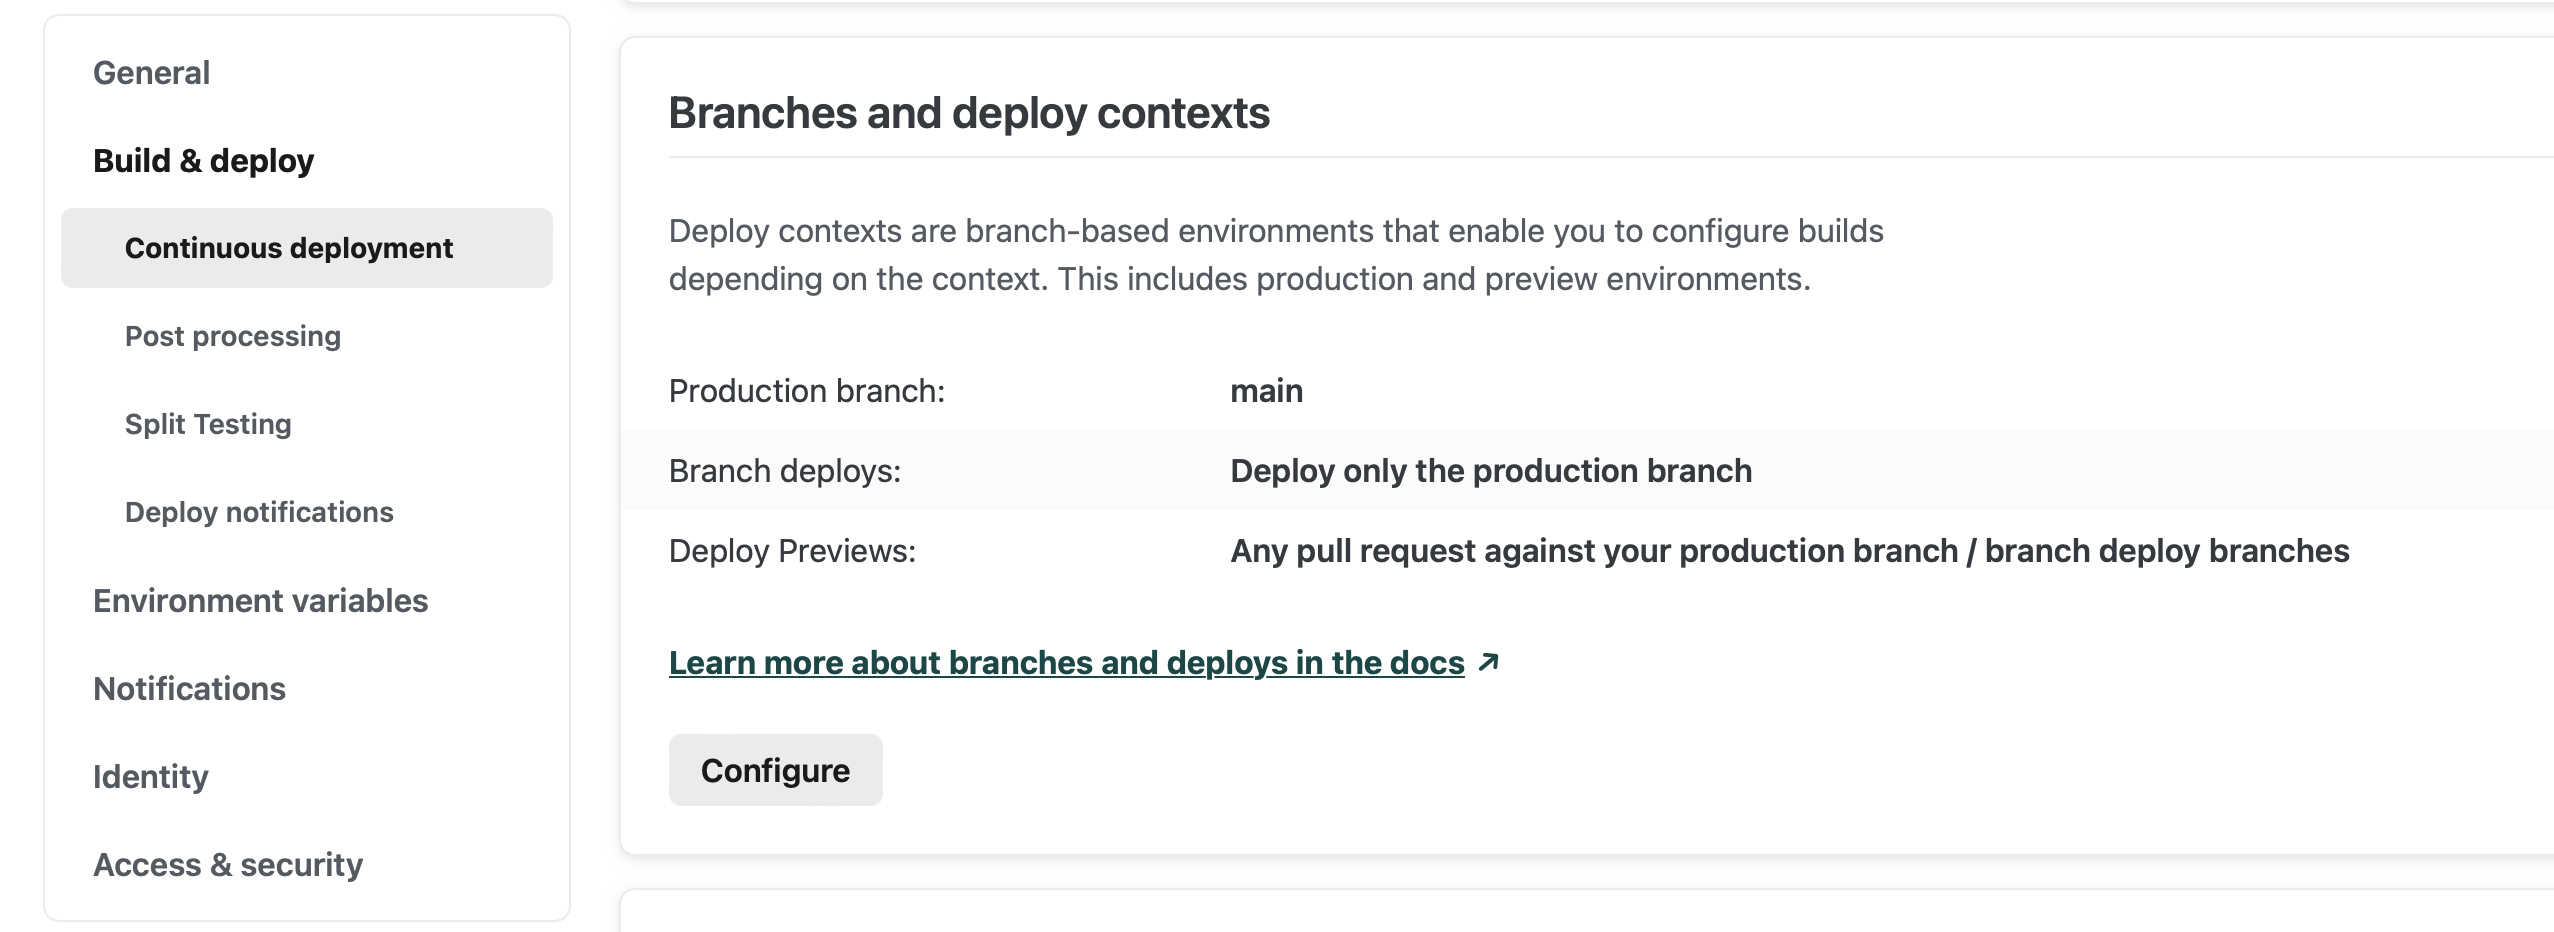 General
Build & deploy
Continuous deployment
Post processing
Split Testing
Deploy notifications
Environment variables
Notifications
Identity
Access & security
Branches and deploy contexts
Deploy contexts are branch-based environments that enable you to configure builds
depending on the context. This includes production and preview environments.
Production branch: main
Branch deploys: Deploy only the production branch
Deploy Previews: Any pull request against your production branch / branch deploy branches
Learn more about branches and deploys in the docs ↗
Configure